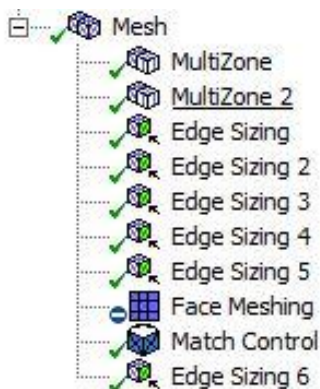 Mesh
MultiZone
MultiZone 2
Edge Sizing
Edge Sizing 2
Edge Sizing 3
Edge Sizing 4
Edge Sizing 5
Face Meshing
Match Control
Edge Sizing 6